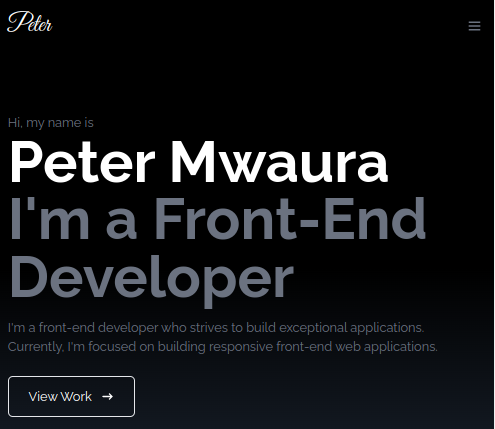 Peter
Hi, my name is
Peter Mwaura
I'm a Front-End
Developer
I'm a front-end developer who strives to build exceptional applications.
Currently, I'm focused on building responsive front-end web applications.
View Work →